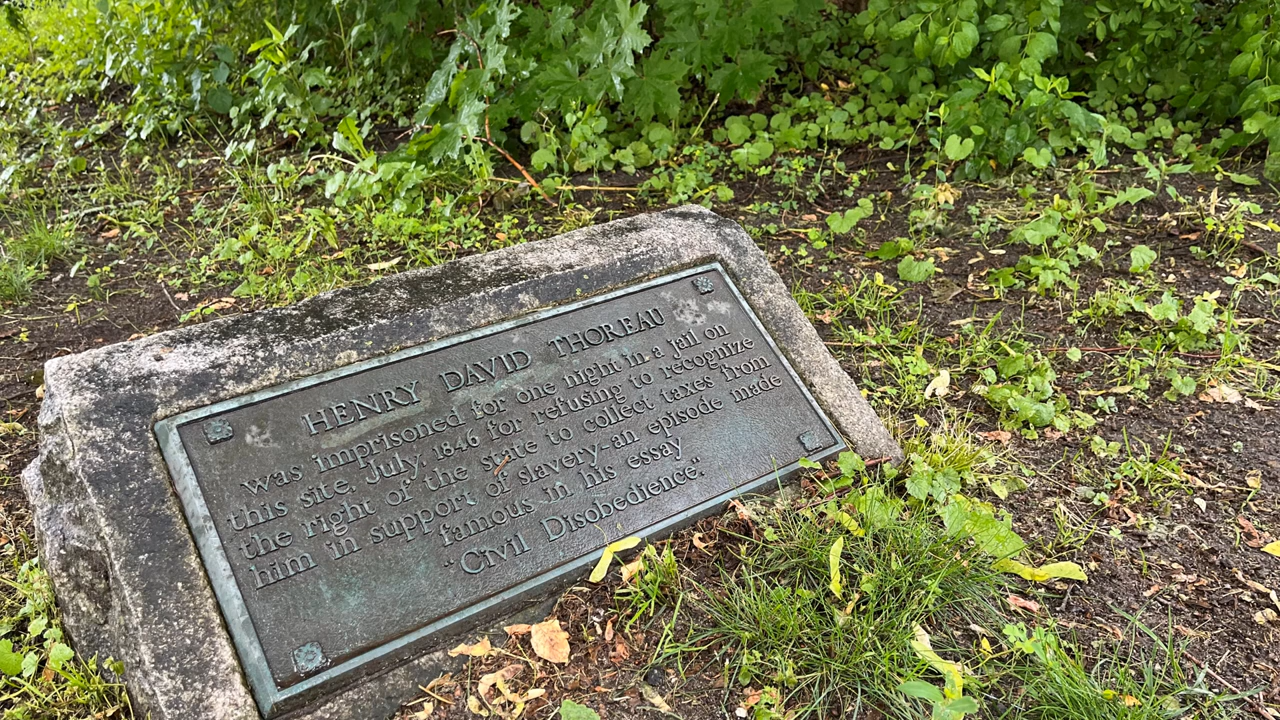 HENRY DAVID THOREAU
was imprisoned for one night in a jail on
this site, July, 1846 for refusing to recognize
the right of the state to collect taxes from
him in support of slavery-an episode made
famous in his essay
"Civil Disobedience".